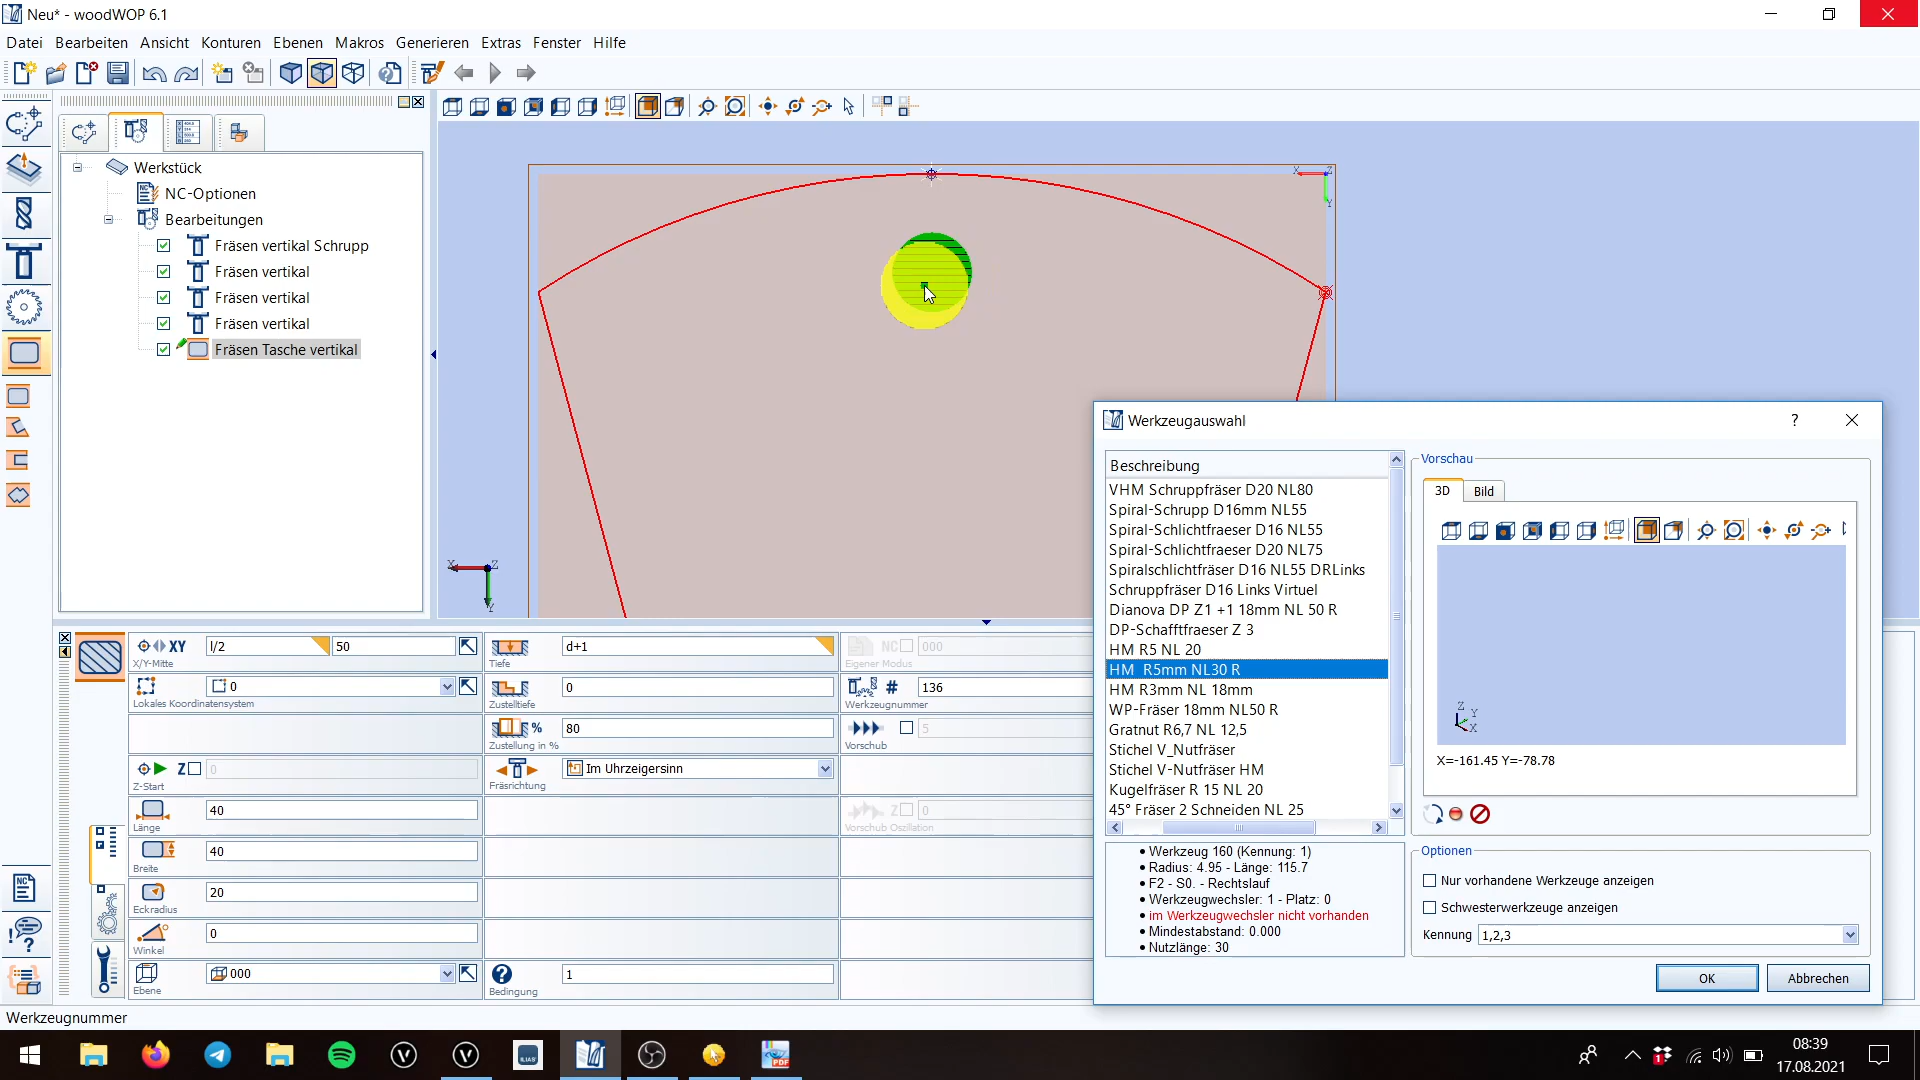 Neu* - woodWOP 6.1
Datei Bearbeiten Ansicht Konturen Ebenen Makros Generieren Extras Fenster Hilfe
Werkstück
NC-Optionen
Bearbeitungen
Fräsen vertikal Schrupp
Fräsen vertikal
Fräsen vertikal
Fräsen vertikal
Fräsen Tasche vertikal
X Z
Y
X Z
Y
Werkzeugauswahl
?
Beschreibung
VHM Schruppfräser D20 NL80
Spiral-Schrupp D16mm NL55
Spiral-Schlichtfraeser D16 NL55
Spiral-Schlichtfraeser D20 NL75
Spiralschlichtfräser D16 NL55 DRLinks
Schruppfräser D16 Links Virtuel
Dianova DP Z1 +1 18mm NL 50 R
DP-Schafftfraeser Z 3
HM R5 NL 20
HM  R5mm NL30 R
HM R3mm NL 18mm
WP-Fräser 18mm NL50 R
Gratnut R6,7 NL 12,5
Stichel V_Nutfräser
Stichel V-Nutfräser HM
Kugelfräser R 15 NL 20
45° Fräser 2 Schneiden NL 25
• Werkzeug 160 (Kennung: 1)
• Radius: 4.95 - Länge: 115.7
• F2 - S0. - Rechtslauf
• Werkzeugwechsler: 1 - Platz: 0
• im Werkzeugwechsler nicht vorhanden
• Mindestabstand: 0.000
• Nutzlänge: 30
Vorschau
3D Bild
Z Y
X
X=-161.45 Y=-78.78
Optionen
Nur vorhandene Werkzeuge anzeigen
Schwesterwerkzeuge anzeigen
Kennung 1,2,3
OK Abbrechen
XY l/2 50
X/Y-Mitte
0
Lokales Koordinatensystem
Z 0
Z-Start
40
Länge
40
Breite
20
Eckradius
0
Winkel
000
Ebene
d+1
Tiefe
0
Zustelltiefe
% 80
Zustellung in %
Im Uhrzeigersinn
Fräsrichtung
1
Bedingung
NC 000
Eigener Modus
# 136
Werkzeugnummer
5
Vorschub
Z 0
Vorschub Oszillation
Werkzeugnummer
ILIAS
PDF
1
08:39
17.08.2021